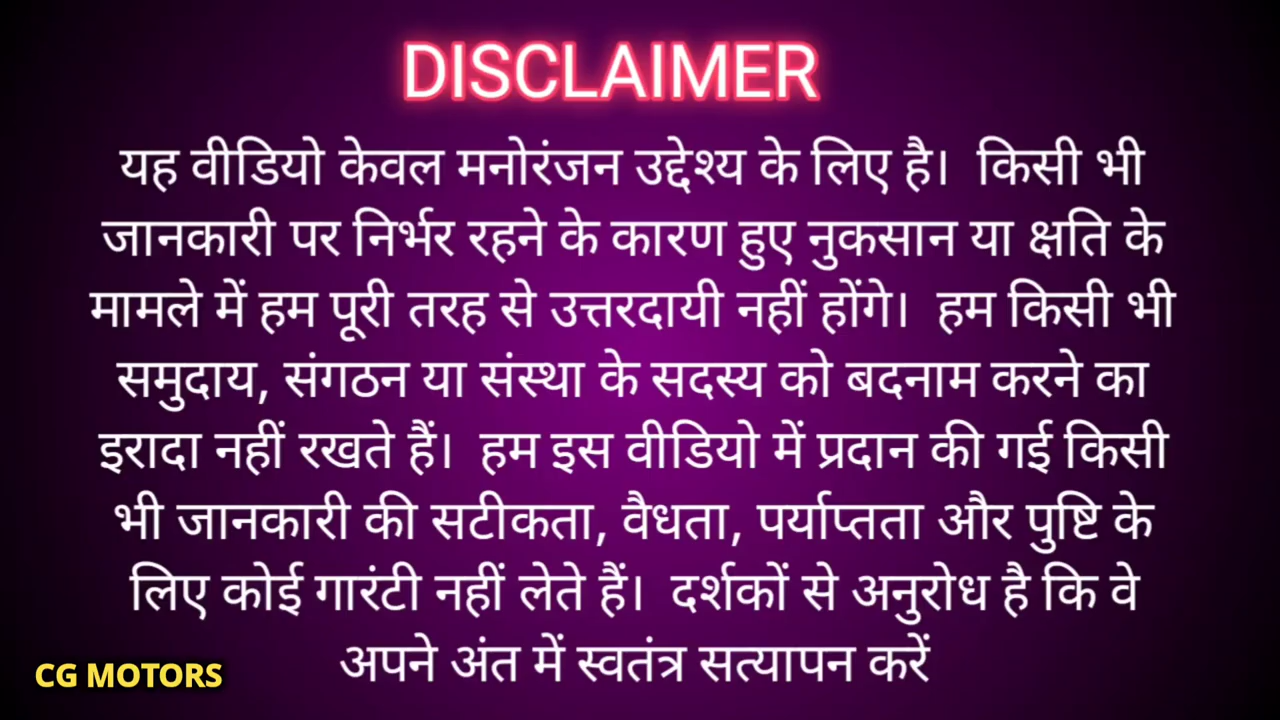 DISCLAIMER
यह वीडियो केवल मनोरंजन उद्देश्य के लिए है। किसी भी
जानकारी पर निर्भर रहने के कारण हुए नुकसान या क्षति के
मामले में हम पूरी तरह से उत्तरदायी नहीं होंगे। हम किसी भी
समुदाय, संगठन या संस्था के सदस्य को बदनाम करने का
इरादा नहीं रखते हैं। हम इस वीडियो में प्रदान की गई किसी
भी जानकारी की सटीकता, वैधता, पर्याप्तता और पुष्टि के
लिए कोई गारंटी नहीं लेते हैं। दर्शकों से अनुरोध है कि वे
अपने अंत में स्वतंत्र सत्यापन करें
CG MOTORS